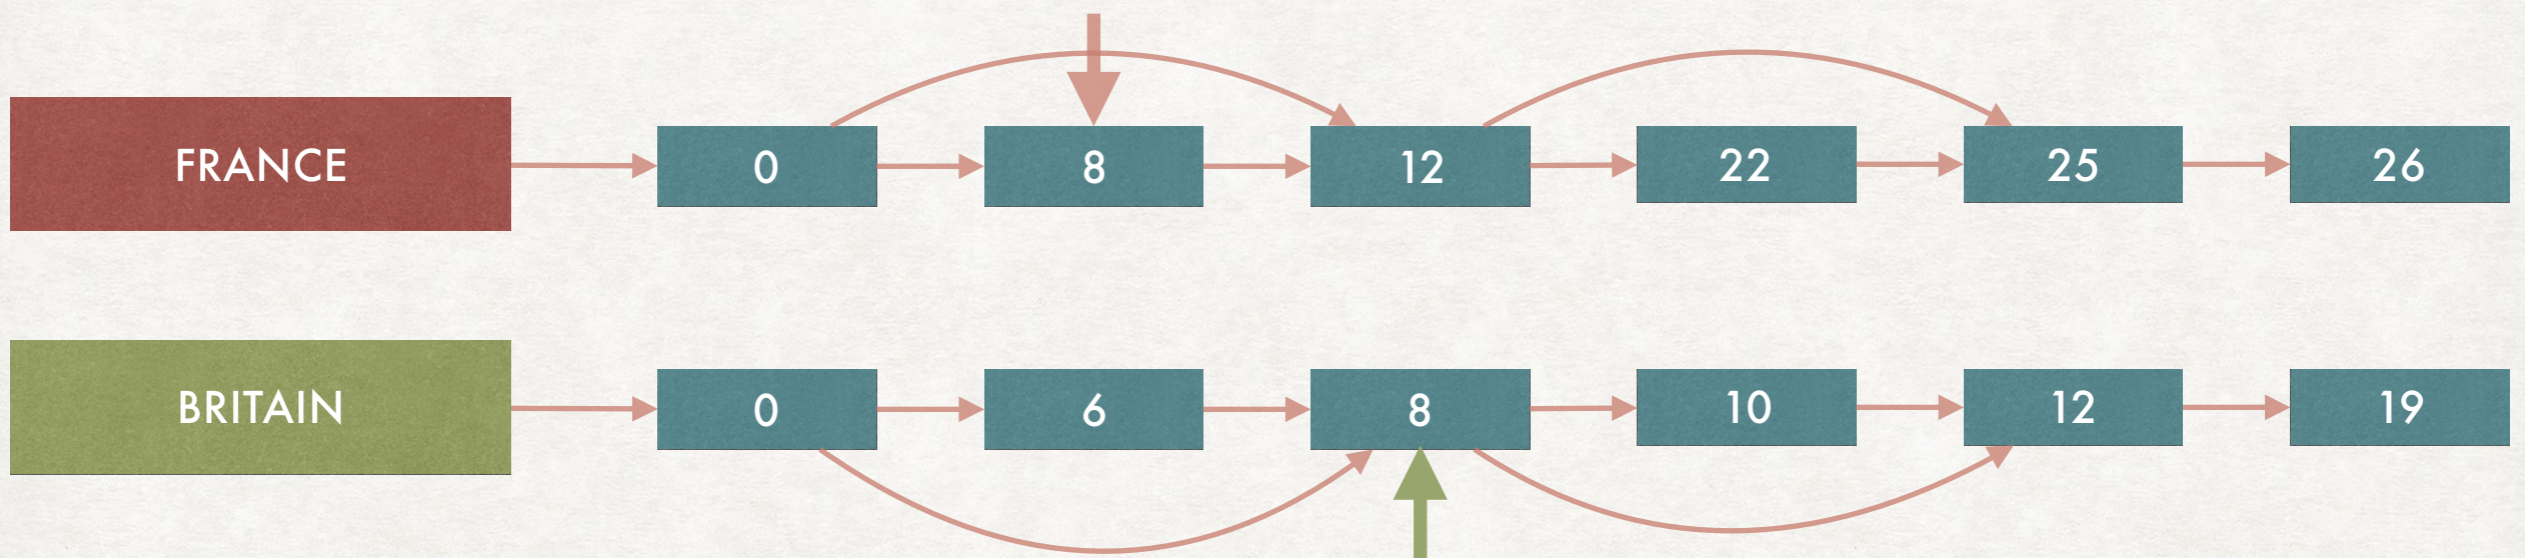 FRANCE 0 8 12 22 25 26
BRITAIN 0 6 8 10 12 19